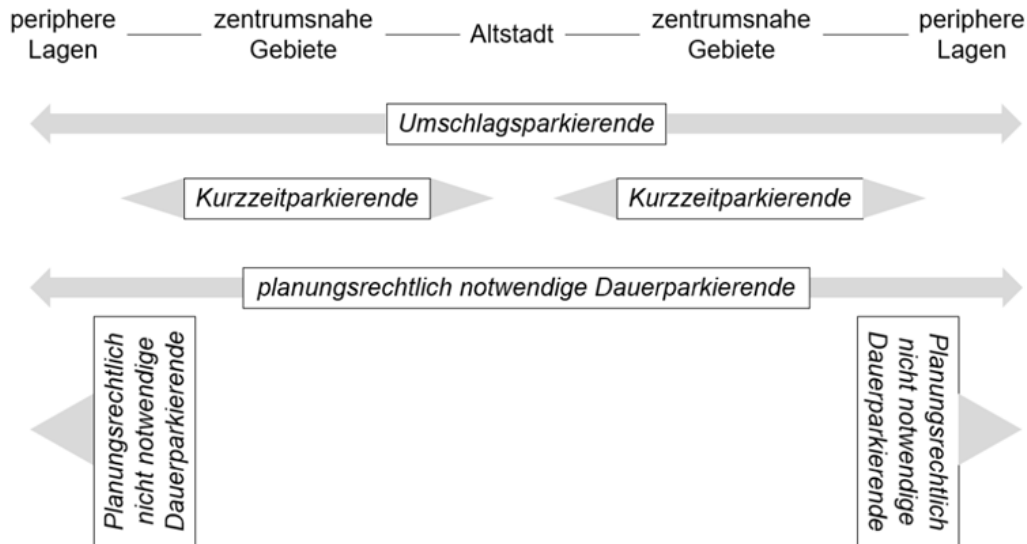 periphere Lagen
zentrumsnahe Gebiete
Altstadt
zentrumsnahe Gebiete
periphere Lagen
Umschlagsparkierende
Kurzzeitparkierende
Kurzzeitparkierende
planungsrechtlich notwendige Dauerparkierende
Planungsrechtlich
nicht notwendige
Dauerparkierende
Planungsrechtlich
nicht notwendige
Dauerparkierende